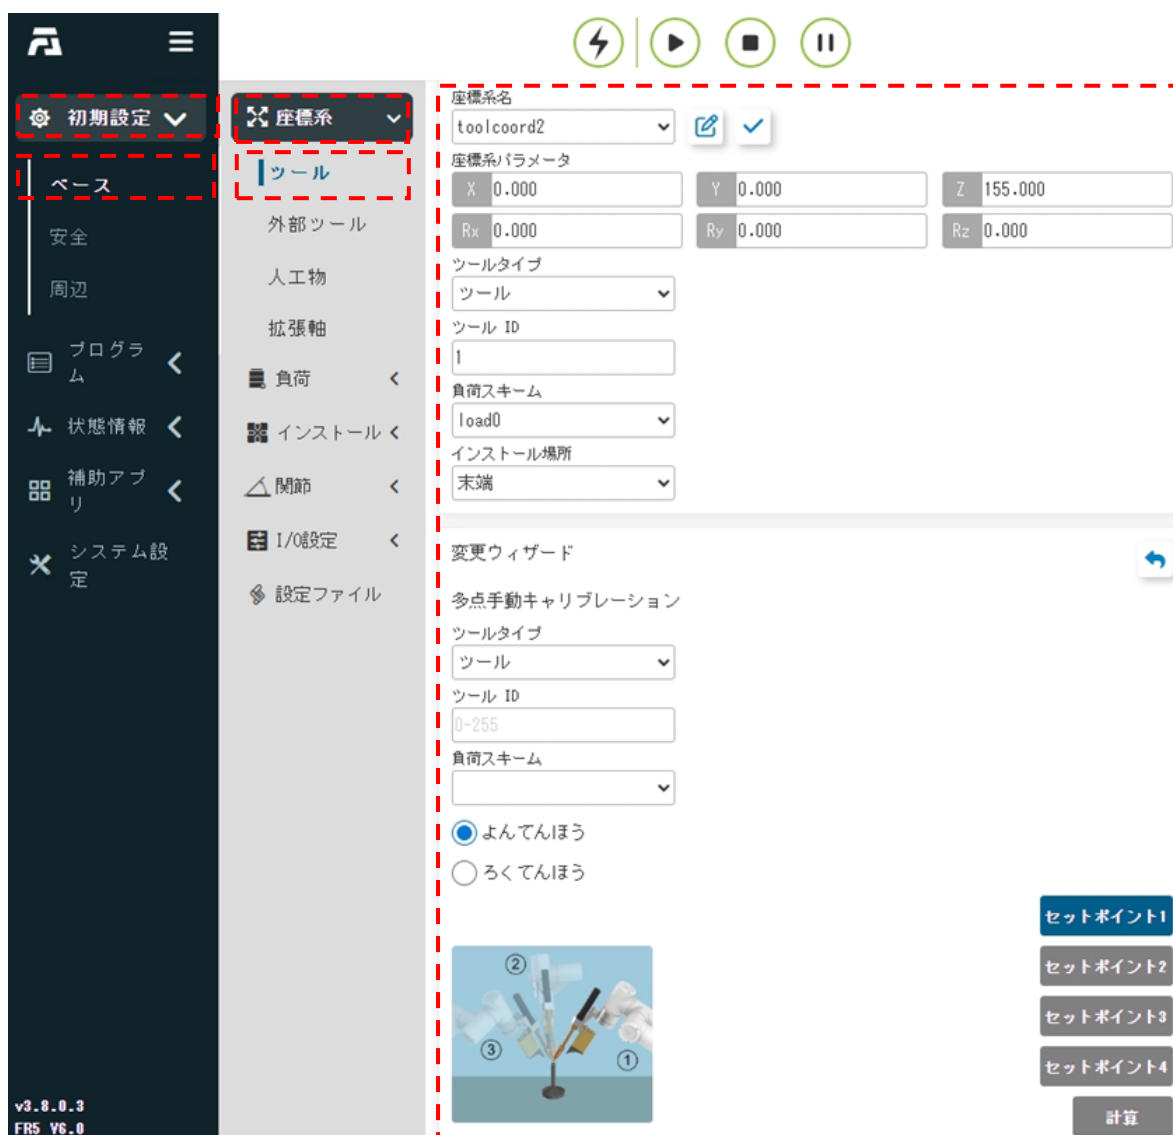 初期設定
ベース
安全
周辺
プログラ
ム
状態情報
補助アプ
リ
システム設
定
v3.8.0.3
FR5 V6.0
座標系
ツール
外部ツール
人工物
拡張軸
負荷
インストール
関節
I/O設定
設定ファイル
座標系名
toolcoord2
座標系パラメータ
X 0.000 Y 0.000 Z 155.000
Rx 0.000 Ry 0.000 Rz 0.000
ツールタイプ
ツール
ツール ID
1
負荷スキーム
load0
インストール場所
末端
変更ウィザード
多点手動キャリブレーション
ツールタイプ
ツール
ツール ID
0-255
負荷スキーム
よんてんほう
ろくてんほう
セットポイント1
セットポイント2
セットポイント3
セットポイント4
計算
②
③
①